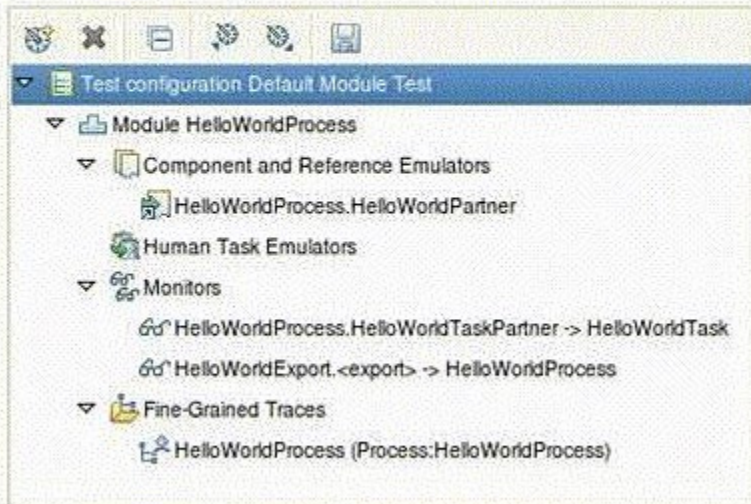 Test configuration Default Module Test
Module HelloWorldProcess
Component and Reference Emulators
HelloWorldProcess.HelloWorldPartner
Human Task Emulators
Monitors
HelloWorldProcess.HelloWorldTaskPartner -> HelloWorldTask
HelloWorldExport.<export> -> HelloWorldProcess
Fine-Grained Traces
HelloWorldProcess (Process:HelloWorldProcess)